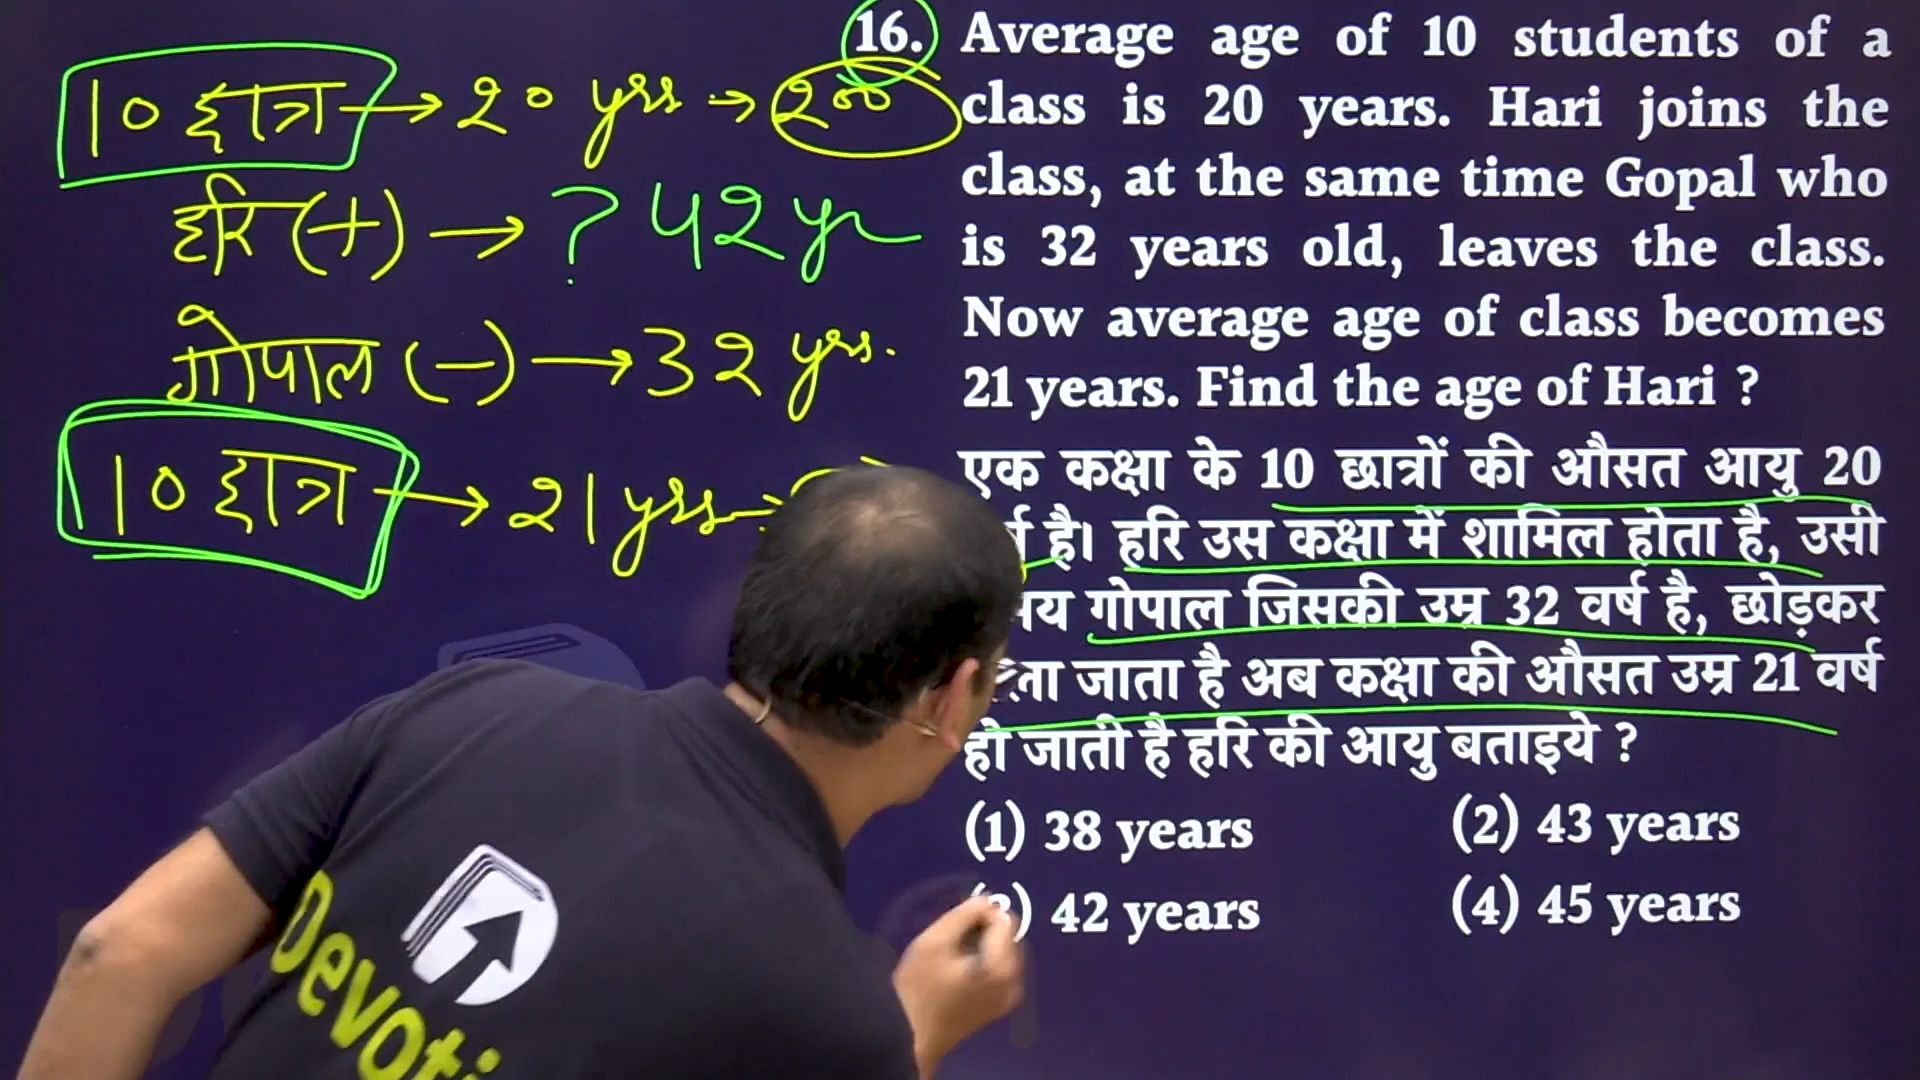 10 छात्र → 20 yrs → 200
हरि (+) → ? 42 yr
गोपाल (–) → 32 yrs.
10 छात्र → 21 yrs →
16. Average age of 10 students of a
class is 20 years. Hari joins the
class, at the same time Gopal who
is 32 years old, leaves the class.
Now average age of class becomes
21 years. Find the age of Hari ?
एक कक्षा के 10 छात्रों की औसत आयु 20
है। हरि उस कक्षा में शामिल होता है, उसी
गोपाल जिसकी उम्र 32 वर्ष है, छोड़कर
जाता है अब कक्षा की औसत उम्र 21 वर्ष
हो जाती है हरि की आयु बताइये ?
(1) 38 years (2) 43 years
(3) 42 years (4) 45 years
Devoti